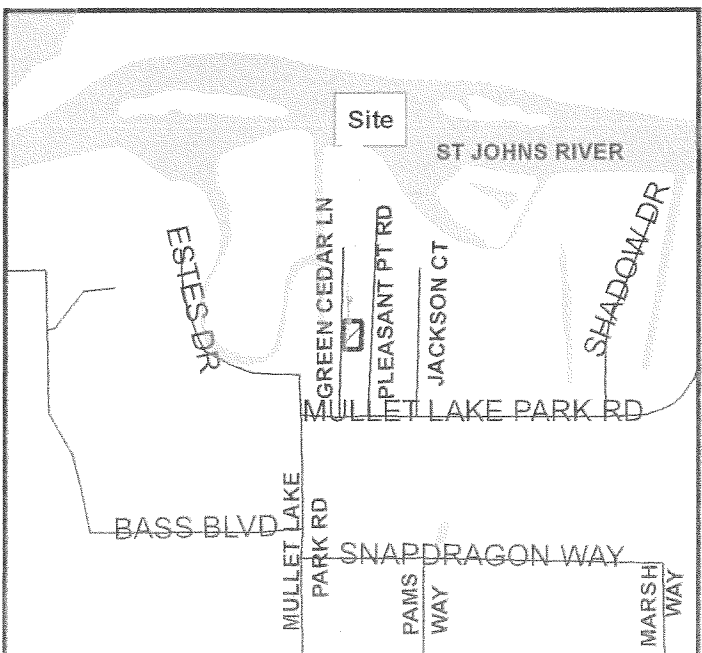 Site
ST JOHNS RIVER
ESTES DR
GREEN CEDAR LN
PLEASANT PT RD
JACKSON CT
SHADOW DR
MULLET LAKE PARK RD
BASS BLVD
MULLET LAKE
PARK RD
SNAPDRAGON WAY
PAMS
WAY
MARSH
WAY